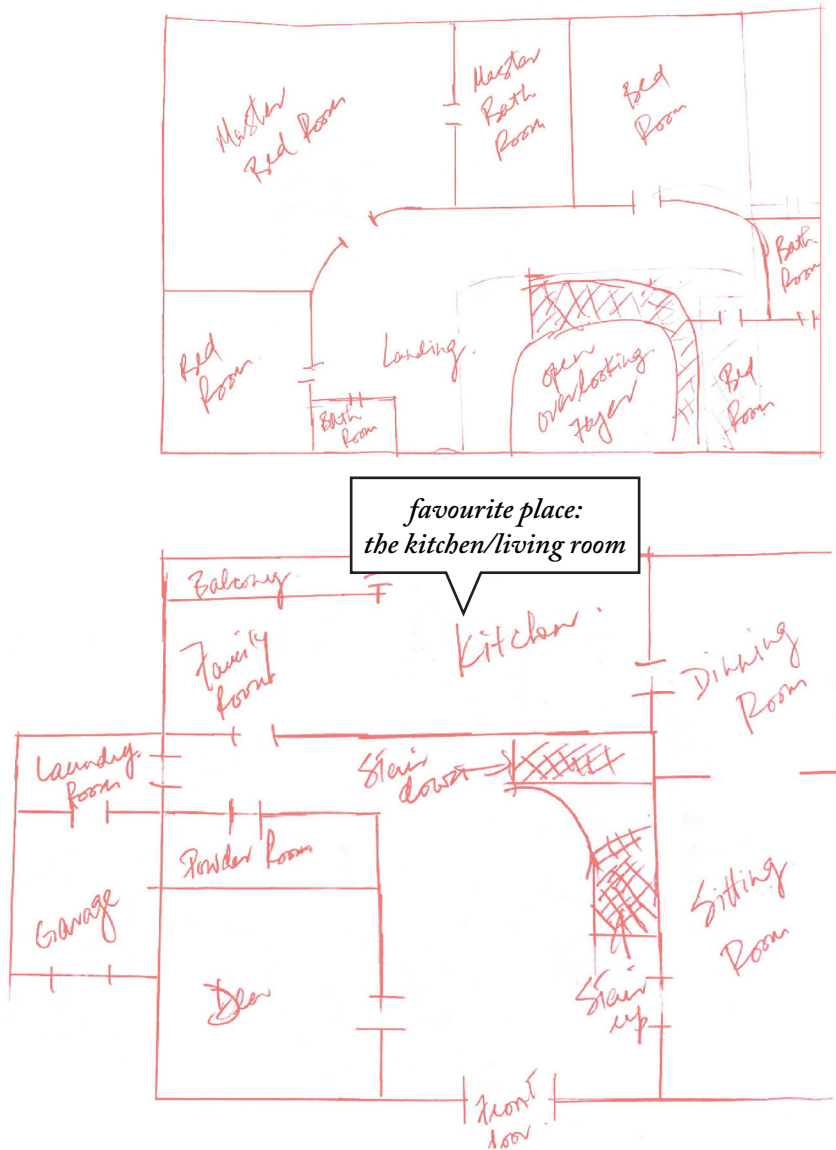 Master
Bed Room
Master
Bath
Room
Bed
Room
Bath
Room
Bed
Room
Landing.
Bath
Room
open
overlooking
Foyer
Bed
Room
favourite place:
the kitchen/living room
Balcony.
Family
Room
Kitchen.
Dinning
Room
Laundry.
Room
Stair
down
Powder Room
Garage
Den
Sitting
Room
Stair
up
Front
door.